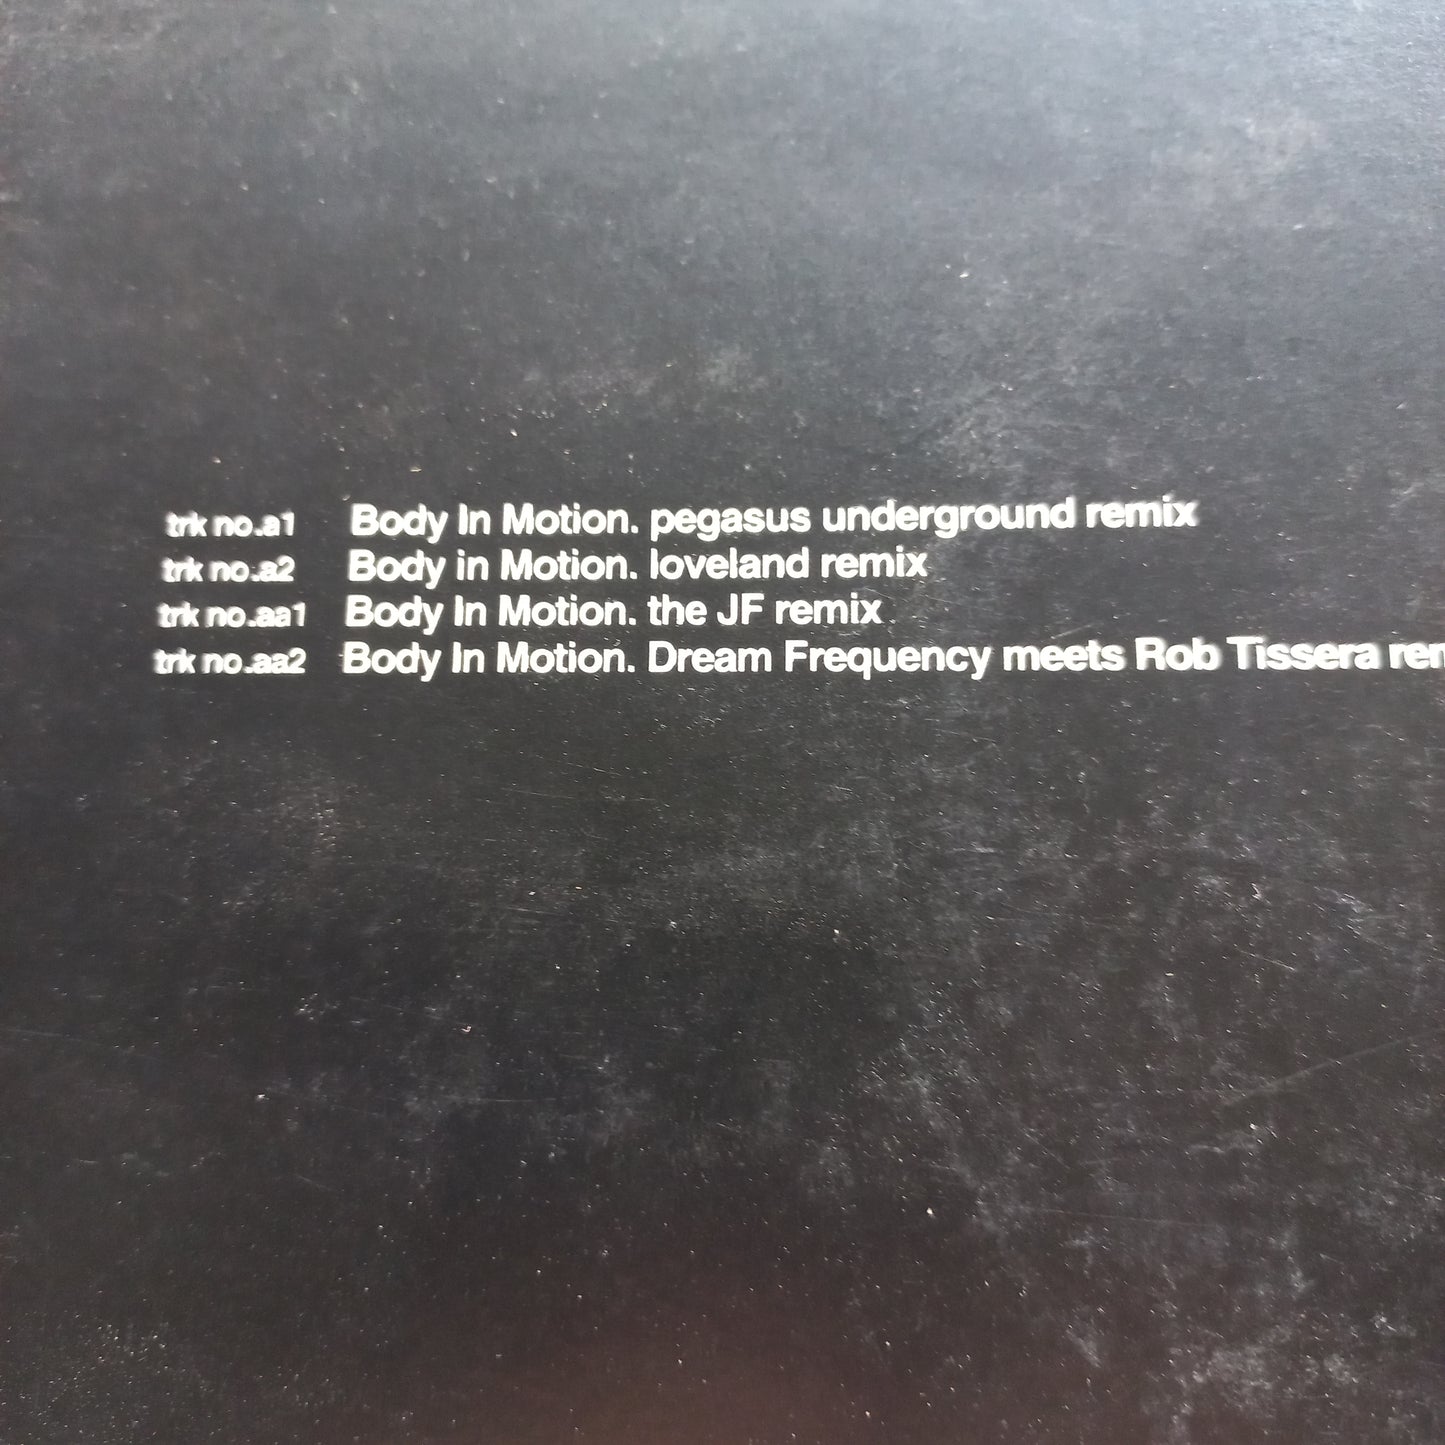 trk no.a1 Body In Motion. pegasus underground remix
trk no.a2 Body in Motion. loveland remix
trk no.aa1 Body In Motion. the JF remix
trk no.aa2 Body In Motion. Dream Frequency meets Rob Tissera